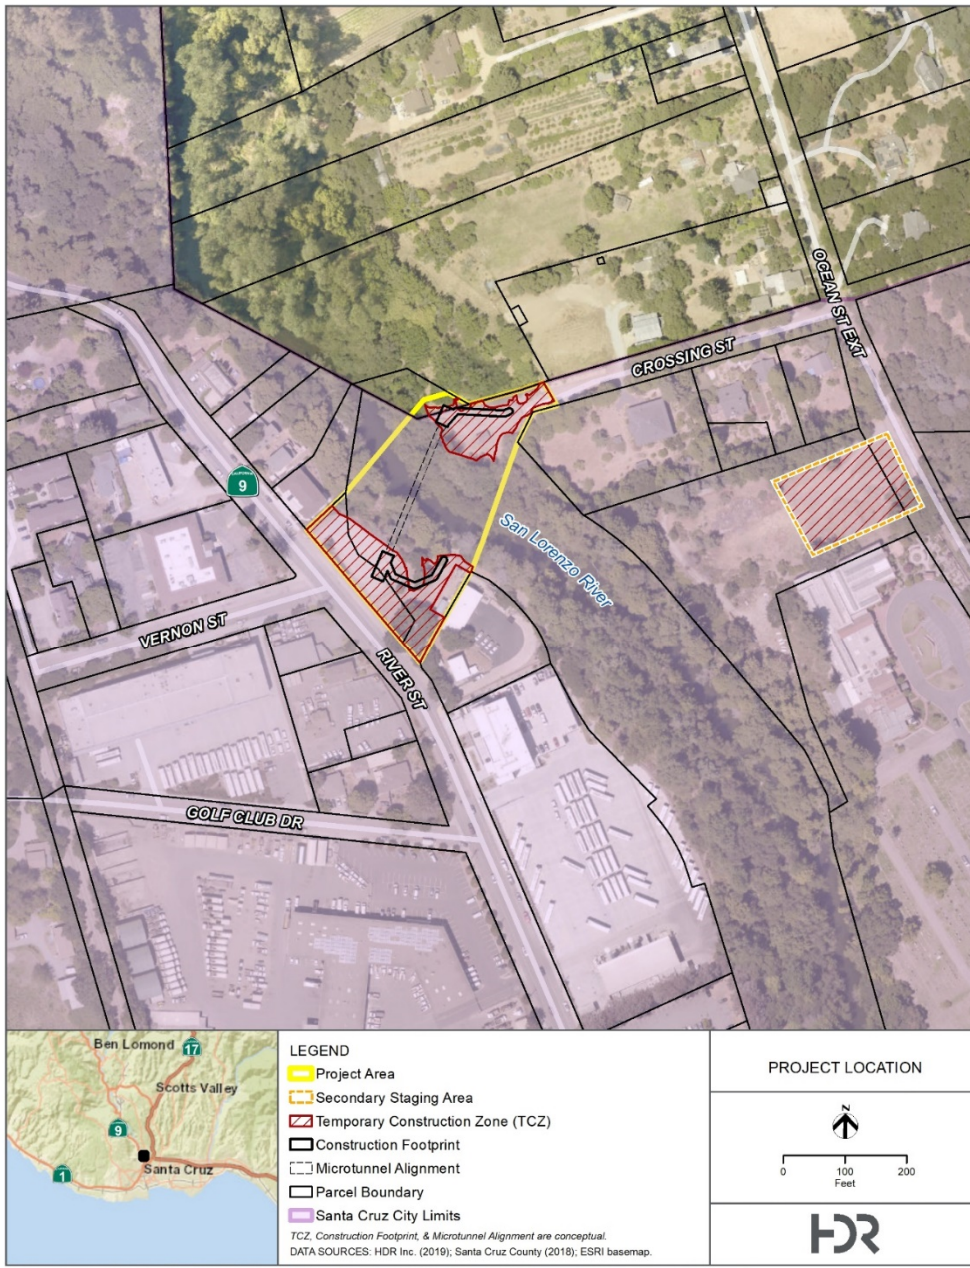 OCEAN ST EXT
CROSSING ST
CALIFORNIA
9
San Lorenzo River
VERNON ST
RIVER ST
GOLF CLUB DR
Ben Lomond
17
Scotts Valley
9
Santa Cruz
1
LEGEND
Project Area
Secondary Staging Area
Temporary Construction Zone (TCZ)
Construction Footprint
Microtunnel Alignment
Parcel Boundary
Santa Cruz City Limits
TCZ, Construction Footprint, & Microtunnel Alignment are conceptual.
DATA SOURCES: HDR Inc. (2019); Santa Cruz County (2018); ESRI basemap.
PROJECT LOCATION
N
0 100 200
Feet
HDR